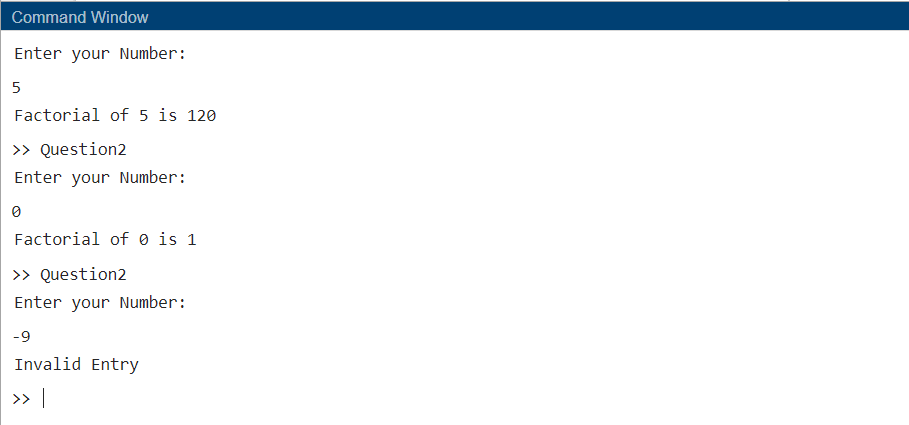 Command Window
Enter your Number:
5
Factorial of 5 is 120
>> Question2
Enter your Number:
0
Factorial of 0 is 1
>> Question2
Enter your Number:
-9
Invalid Entry
>>